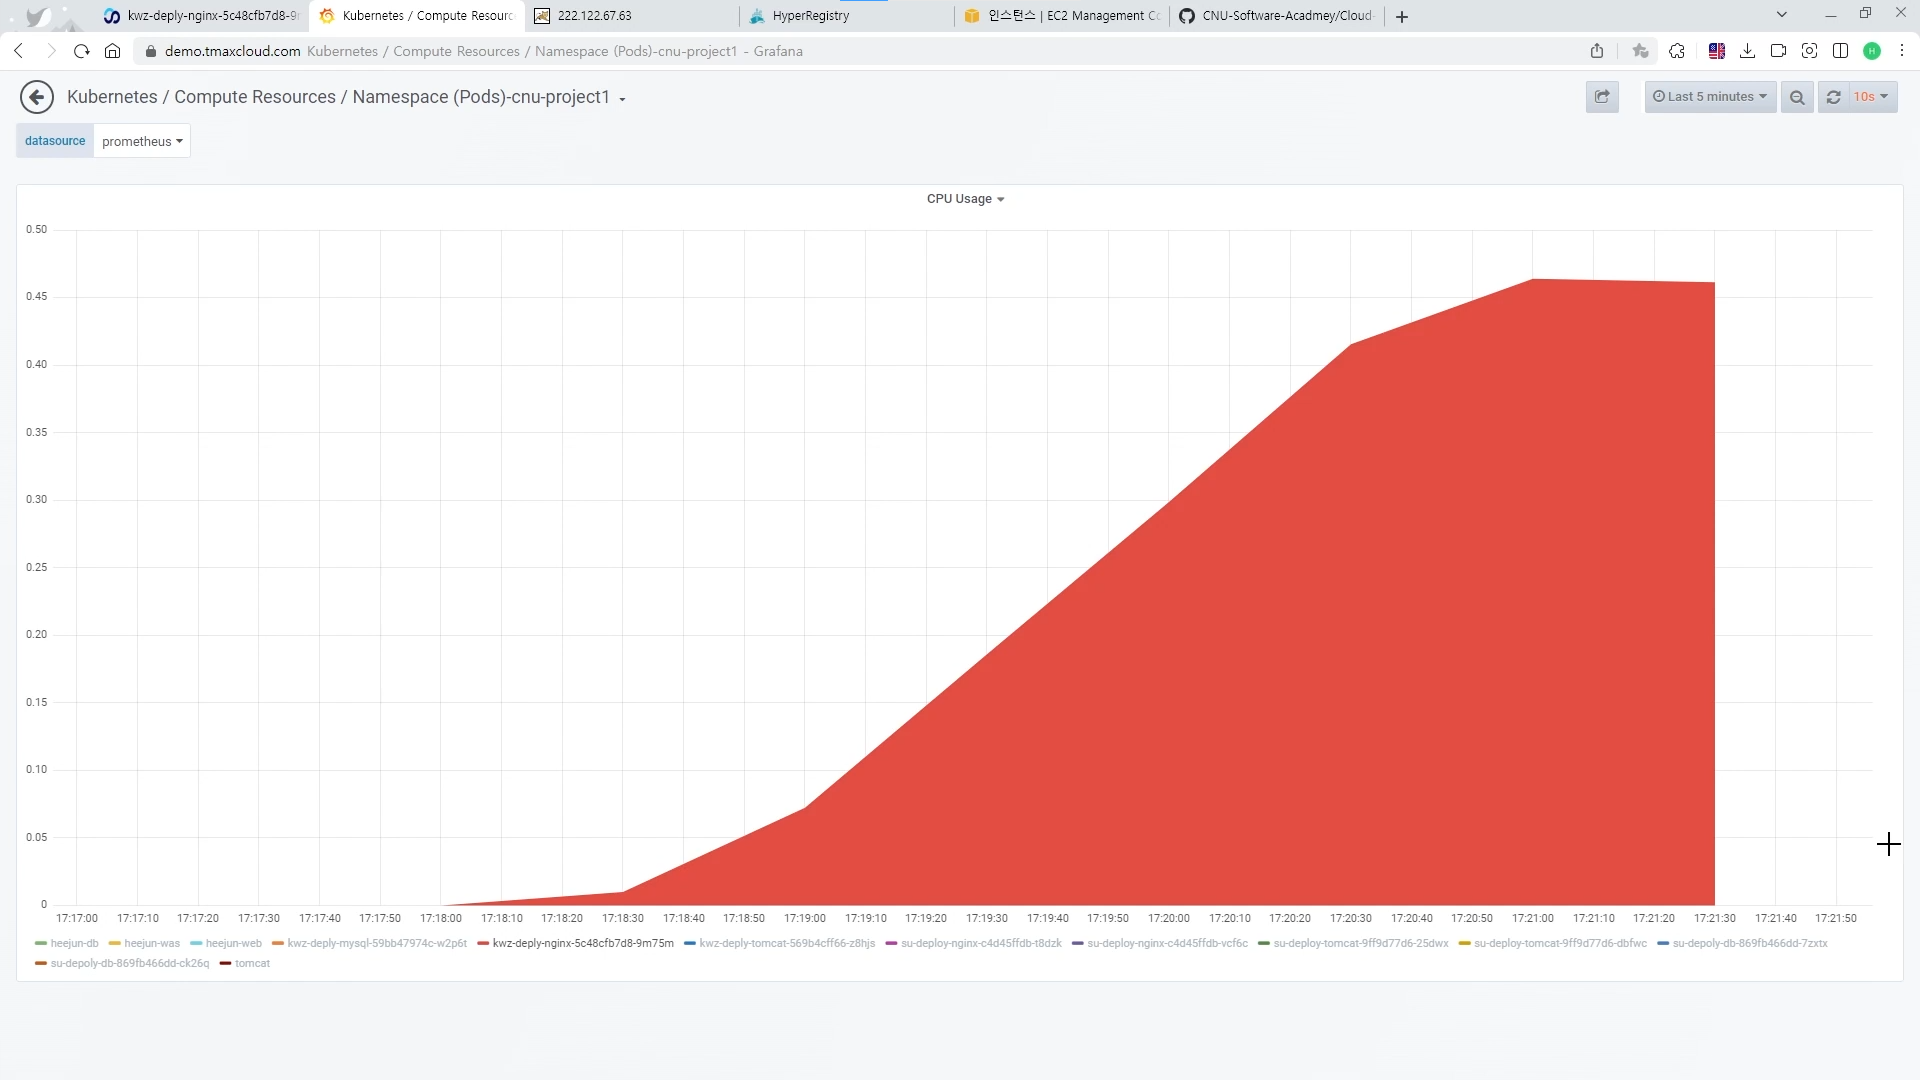 kwz-deply-nginx-5c48cfb7d8-9m
Kubernetes / Compute Resourc
222.122.67.63
HyperRegistry
인스턴스 | EC2 Management Co
CNU-Software-Acadmey/Cloud-
demo.tmaxcloud.com Kubernetes / Compute Resources / Namespace (Pods)-cnu-project1 - Grafana
H
Kubernetes / Compute Resources / Namespace (Pods)-cnu-project1
Last 5 minutes
10s
datasource prometheus
CPU Usage
0.50
0.45
0.40
0.35
0.30
0.25
0.20
0.15
0.10
0.05
0
17:17:00 17:17:10 17:17:20 17:17:30 17:17:40 17:17:50 17:18:00 17:18:10 17:18:20 17:18:30 17:18:40 17:18:50 17:19:00 17:19:10 17:19:20 17:19:30 17:19:40 17:19:50 17:20:00 17:20:10 17:20:20 17:20:30 17:20:40 17:20:50 17:21:00 17:21:10 17:21:20 17:21:30 17:21:40 17:21:50
heejun-db heejun-was heejun-web kwz-deply-mysql-59bb47974c-w2p6t kwz-deply-nginx-5c48cfb7d8-9m75m kwz-deply-tomcat-569b4cff66-z8hjs su-deploy-nginx-c4d45ffdb-t8dzk su-deploy-nginx-c4d45ffdb-vcf6c su-deploy-tomcat-9ff9d77d6-25dwx su-deploy-tomcat-9ff9d77d6-dbfwc su-depoly-db-869fb466dd-7zxtx
su-depoly-db-869fb466dd-ck26q tomcat